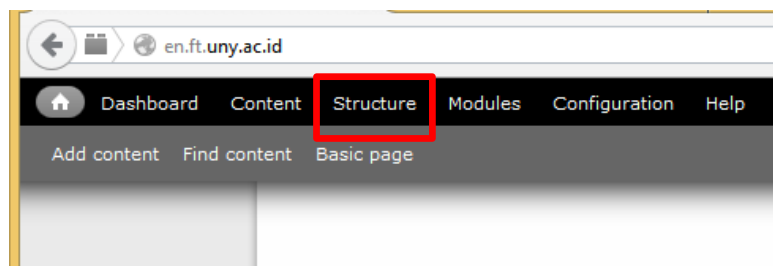 en.ft.uny.ac.id
Dashboard Content Structure Modules Configuration Help
Add content Find content Basic page